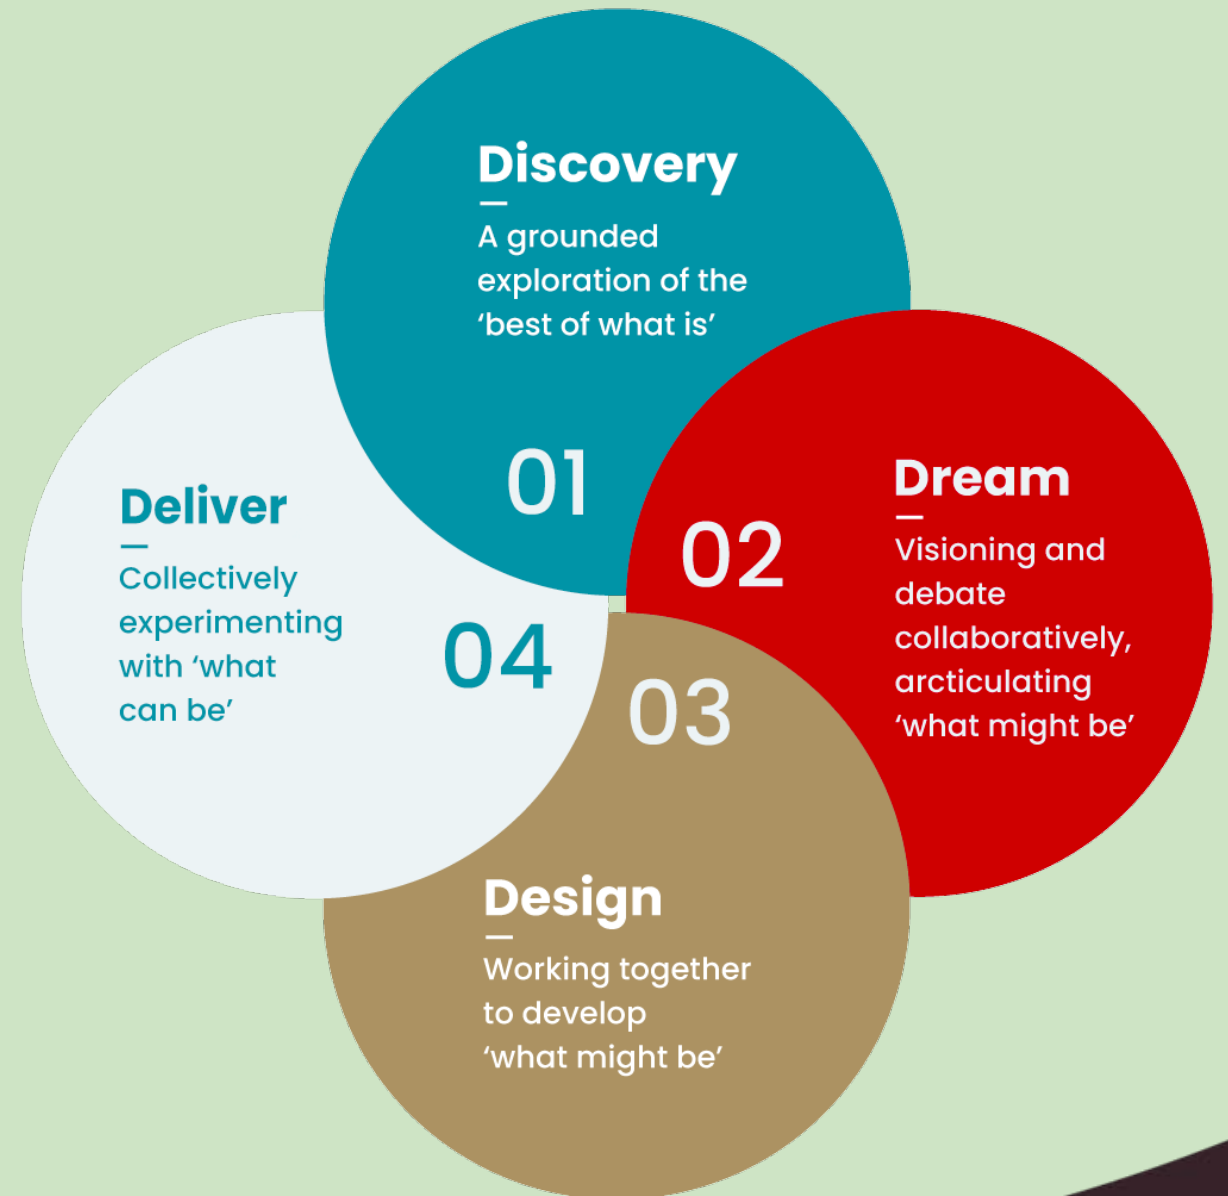 Discovery
A grounded
exploration of the
‘best of what is’
01
02
Dream
Visioning and
debate
collaboratively,
arcticulating
‘what might be’
03
Design
Working together
to develop
‘what might be’
Deliver
Collectively
experimenting
with ‘what
can be’
04